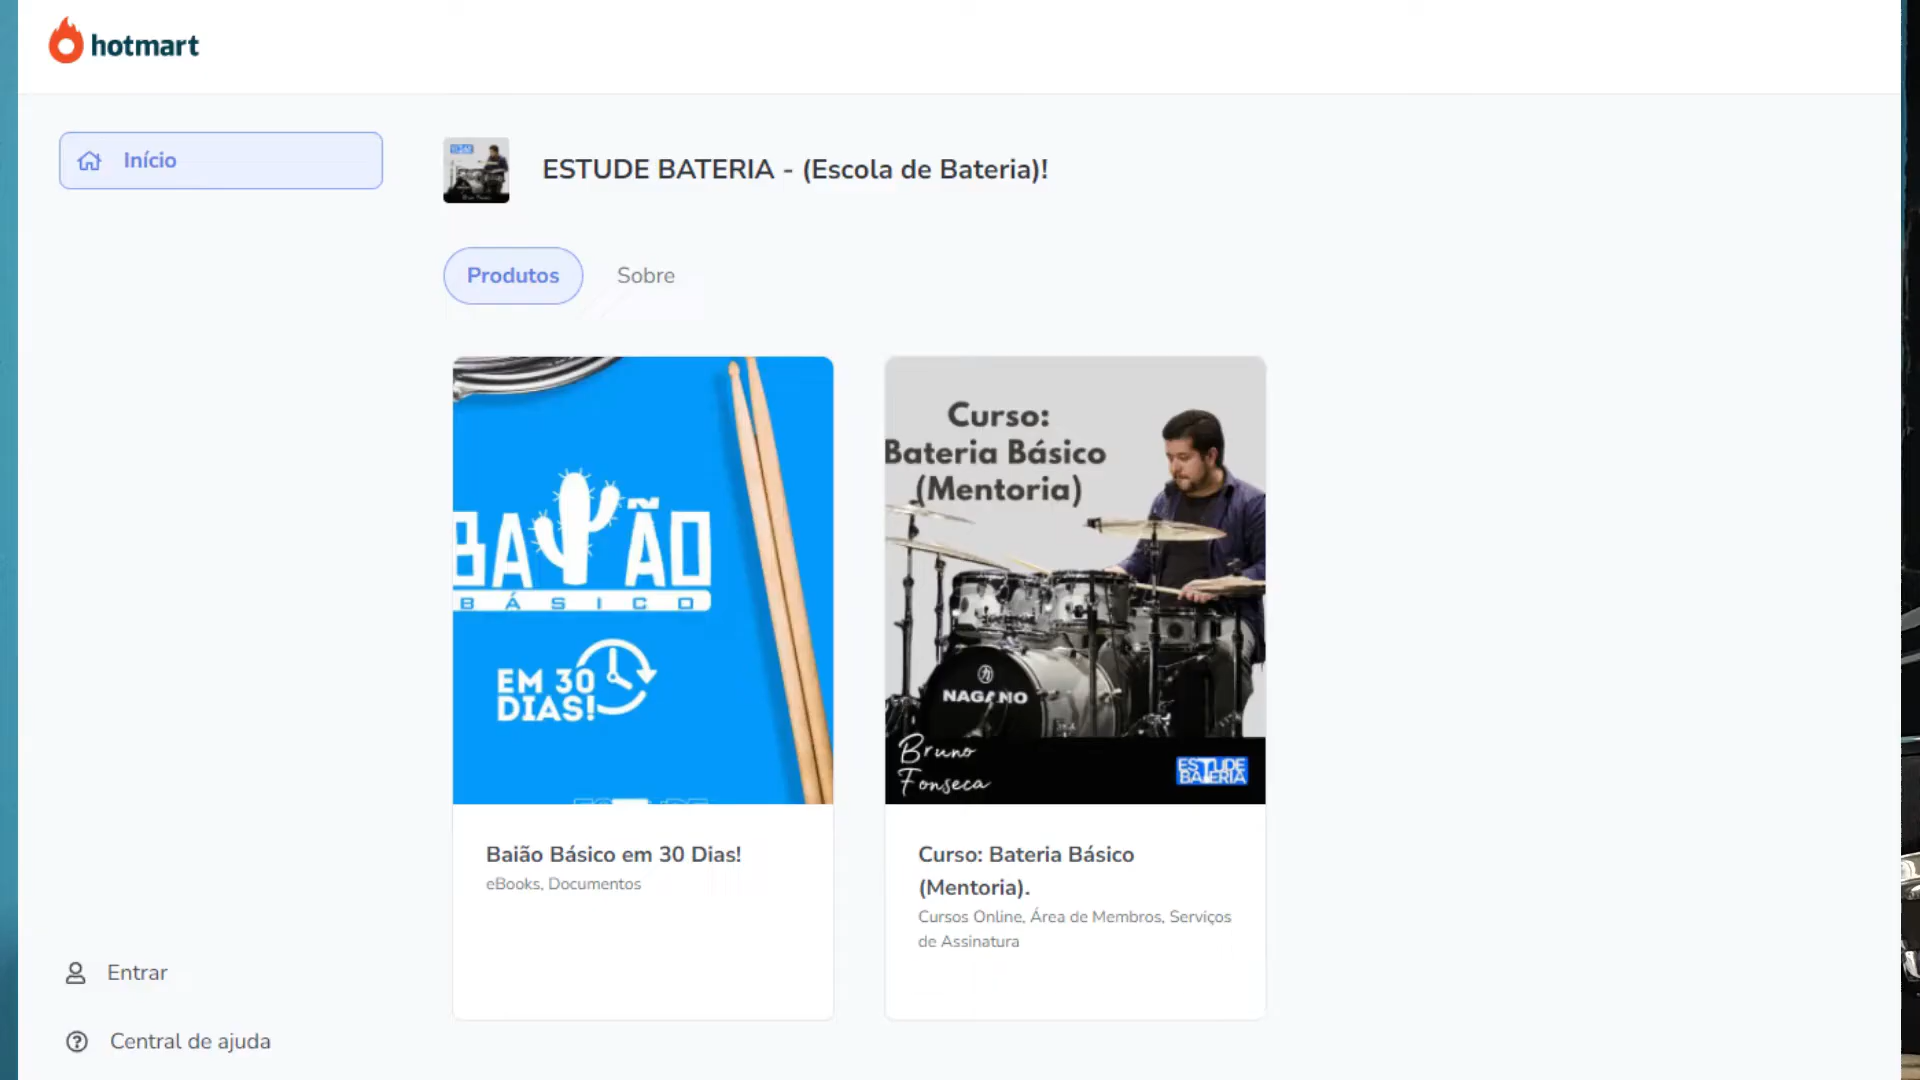 hotmart
Início
ESTUDE BATERIA - (Escola de Bateria)!
Produtos
Sobre
BAIÃO
BÁSICO
EM 30
DIAS!
Curso:
Bateria Básico
(Mentoria)
NAGANO
Bruno
Fonseca
ESTUDE
BATERIA
Baião Básico em 30 Dias!
eBooks, Documentos
Curso: Bateria Básico
(Mentoria).
Cursos Online, Área de Membros, Serviços
de Assinatura
Entrar
Central de ajuda